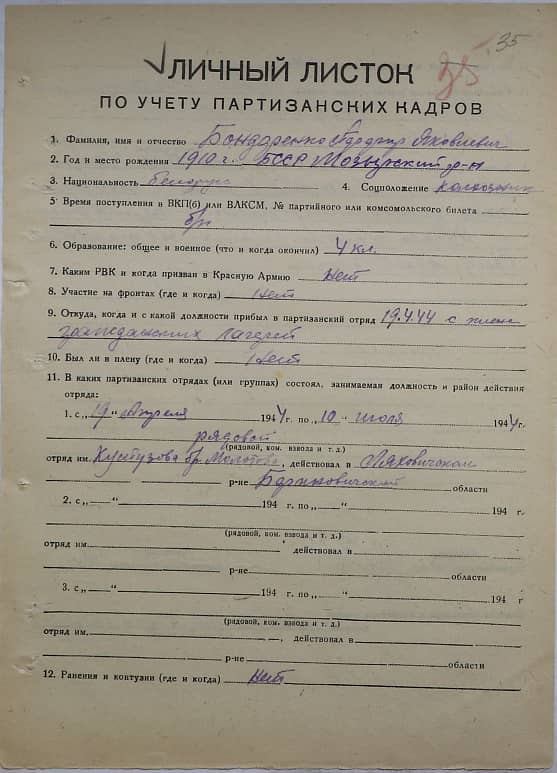 35
ЛИЧНЫЙ ЛИСТОК
35
ПО УЧЕТУ ПАРТИЗАНСКИХ КАДРОВ
1. Фамилия, имя и отчество Бондаренко Яковлевич
2. Год и место рождения 1910 г. БССР Мозырский р-н
3. Национальность белорус 4. Соцположение колхозник
5. Время поступления в ВКП(б) или ВЛКСМ, № партийного или комсомольского билета
б/п
6. Образование: общее и военное (что и когда окончил) 4 кл.
7. Каким РВК и когда призван в Красную Армию Нет
8. Участие на фронтах (где и когда) Нет
9. Откуда, когда и с какой должности прибыл в партизанский отряд 19.4.44 с
гражданских лагерей
10. Был ли в плену (где и когда) Нет
11. В каких партизанских отрядах (или группах) состоял, занимаемая должность и район действия
отряда:
1. с „19“ Апреля 1944 г. по „10“ июля 1944 г.
рядовой
(рядовой, ком. взвода и т. д.)
отряд им. Кутузова бр. Молотова, действовал в Ляховичском
р-не Барановичской области
2. с „—“ 194 г. по „—“ 194 г
(рядовой, ком. взвода и т. д.)
отряд им. действовал в
р-не области
3. с „—“ 194 г. по „—“ 194 г
(рядовой, ком. взвода и т. д.)
отряд им. , действовал в
р-не области
12. Ранения и контузии (где и когда) Нет